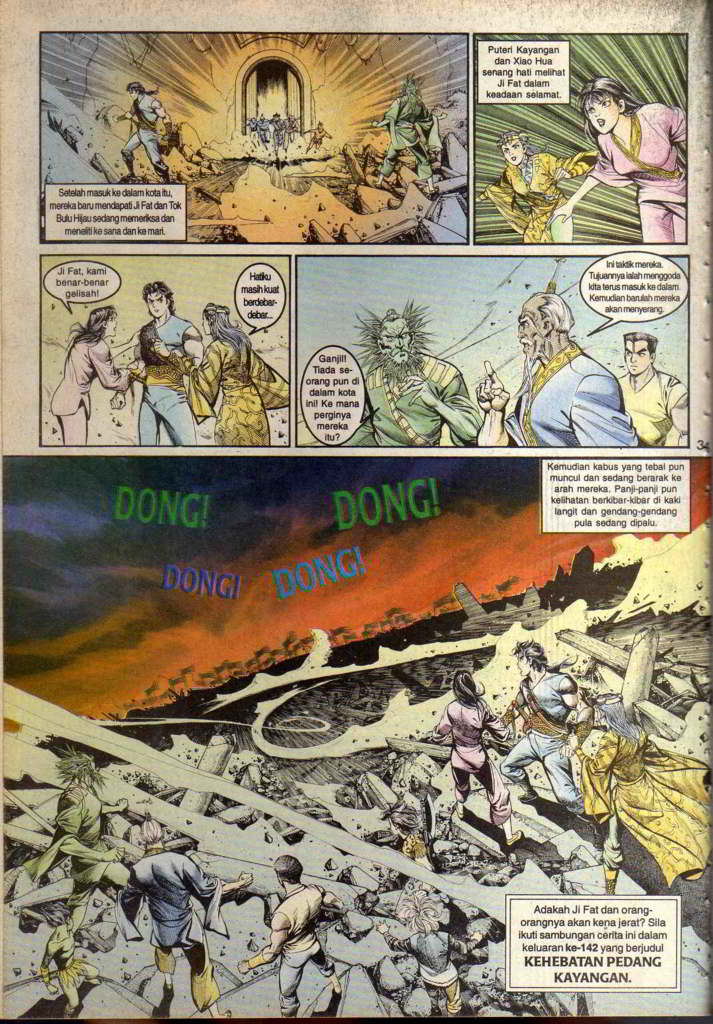 Setelah masuk ke dalam kota itu,
mereka baru mendapati Ji Fat dan Tok
Bulu Hijau sedang memeriksa dan
meneliti ke sana dan ke mari.
Puteri Kayangan
dan Xiao Hua
senang hati melihat
Ji Fat dalam
keadaan selamat.
Ji Fat, kami
benar-benar
gelisah!
Hatiku
masih kuat
berdebar-
debar...
Ganjil!
Tiada se-
orang pun di
dalam kota
ini! Ke mana
perginya
mereka
itu?
Ini taktik mereka.
Tujuannya ialah menggoda
kita terus masuk ke dalam.
Kemudian barulah mereka
akan menyerang.
Kemudian kabus yang tebal pun
muncul dan sedang berarak ke
arah mereka. Panji-panji pun
kelihatan berkibar-kibar di kaki
langit dan gendang-gendang
pula sedang dipalu.
DONG!
DONG!
DONG!
DONG!
Adakah Ji Fat dan orang-
orangnya akan kena jerat? Sila
ikuti sambungan cerita ini dalam
keluaran ke-142 yang berjudul
KEHEBATAN PEDANG
KAYANGAN.